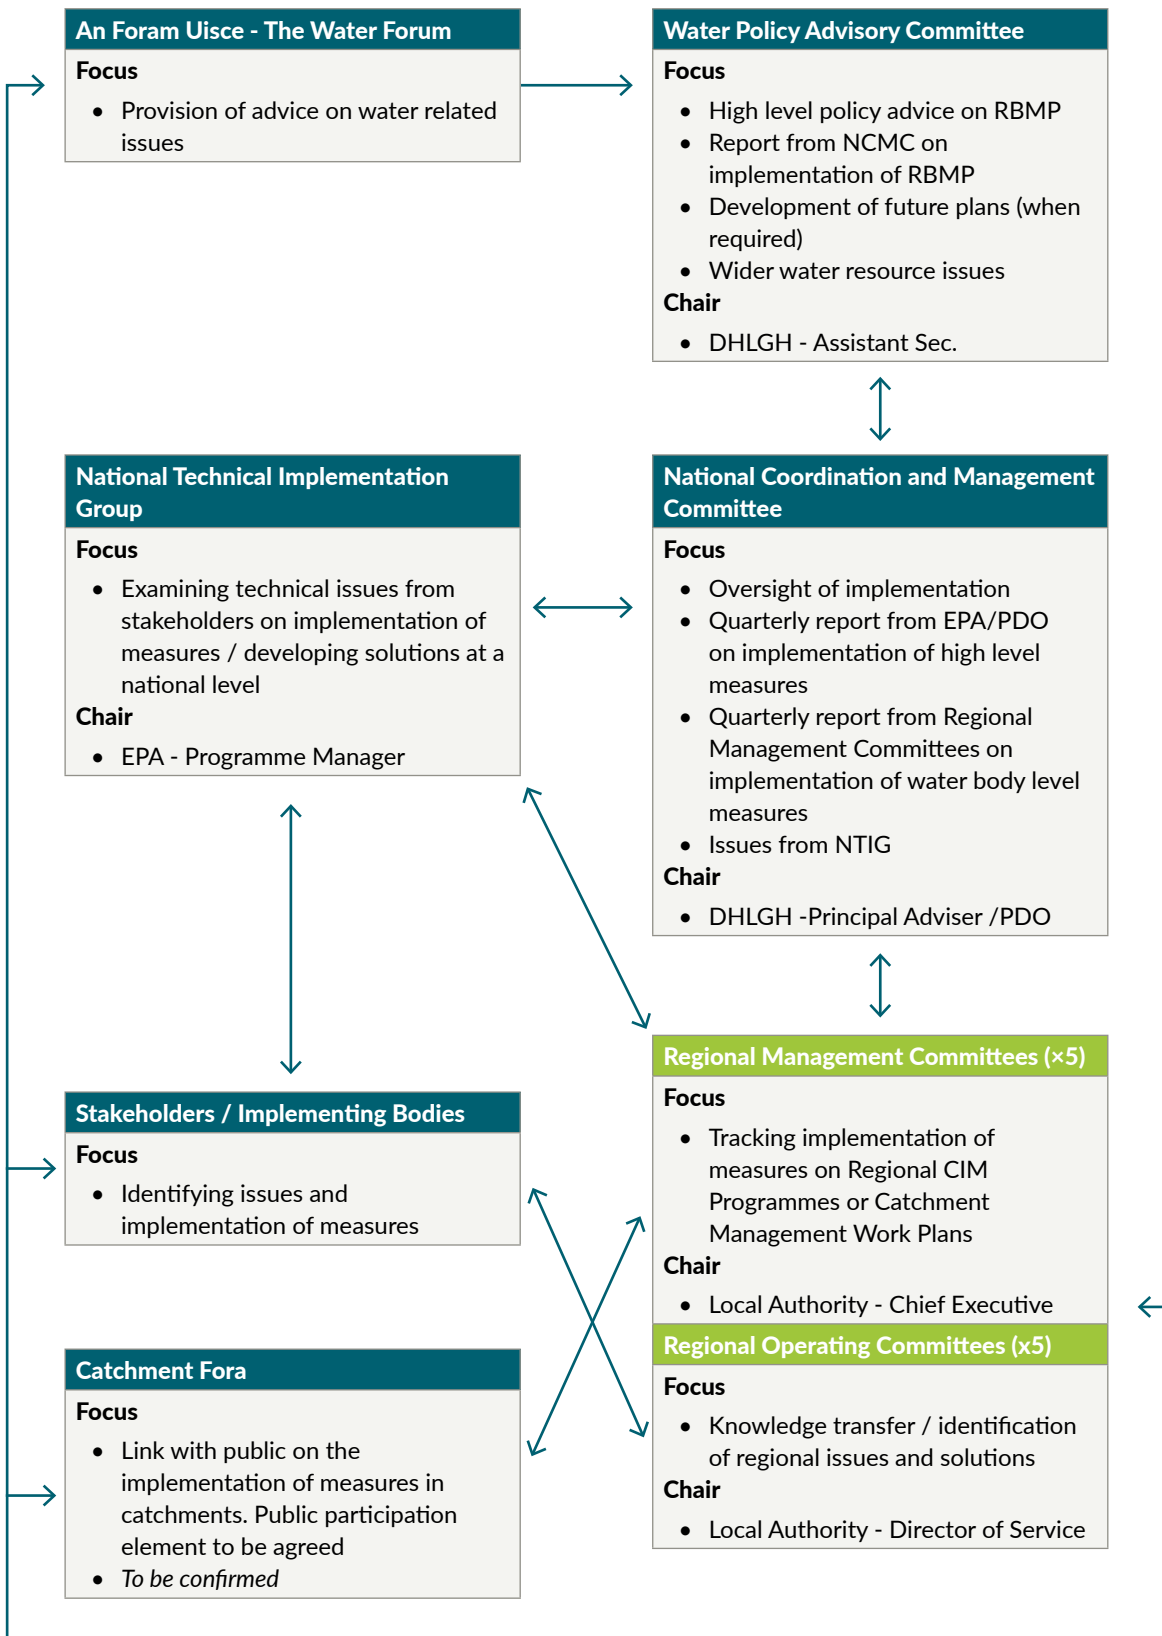 An Foram Uisce - The Water Forum
Focus
• Provision of advice on water related
issues
Water Policy Advisory Committee
Focus
• High level policy advice on RBMP
• Report from NCMC on
implementation of RBMP
• Development of future plans (when
required)
• Wider water resource issues
Chair
• DHLGH - Assistant Sec.
National Technical Implementation
Group
Focus
• Examining technical issues from
stakeholders on implementation of
measures / developing solutions at a
national level
Chair
• EPA - Programme Manager
National Coordination and Management
Committee
Focus
• Oversight of implementation
• Quarterly report from EPA/PDO
on implementation of high level
measures
• Quarterly report from Regional
Management Committees on
implementation of water body level
measures
• Issues from NTIG
Chair
• DHLGH -Principal Adviser /PDO
Stakeholders / Implementing Bodies
Focus
• Identifying issues and
implementation of measures
Regional Management Committees (×5)
Focus
• Tracking implementation of
measures on Regional CIM
Programmes or Catchment
Management Work Plans
Chair
• Local Authority - Chief Executive
Regional Operating Committees (x5)
Focus
• Knowledge transfer / identification
of regional issues and solutions
Chair
• Local Authority - Director of Service
Catchment Fora
Focus
• Link with public on the
implementation of measures in
catchments. Public participation
element to be agreed
• To be confirmed